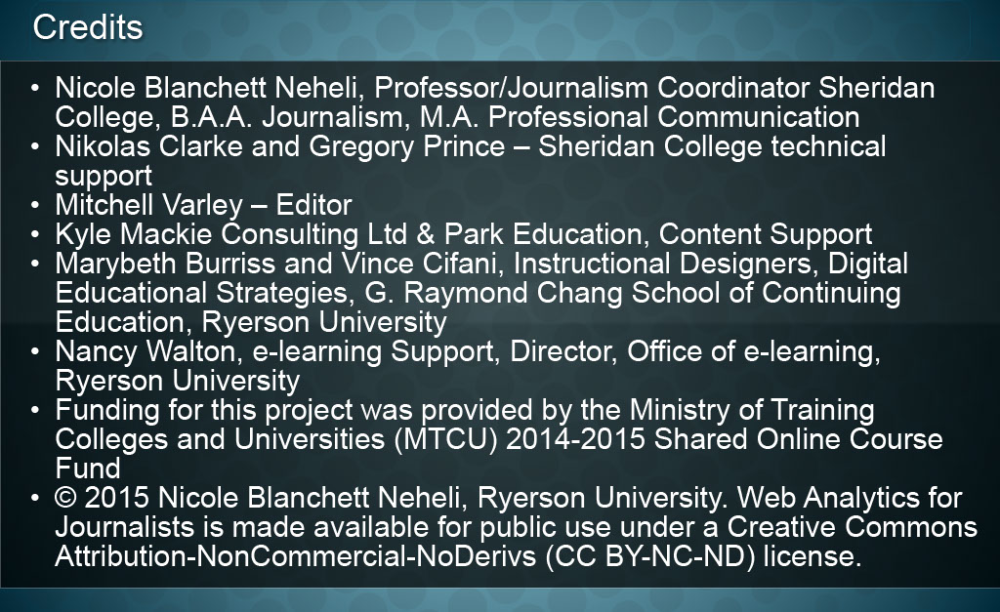 Credits
• Nicole Blanchett Neheli, Professor/Journalism Coordinator Sheridan
College, B.A.A. Journalism, M.A. Professional Communication
• Nikolas Clarke and Gregory Prince – Sheridan College technical
support
• Mitchell Varley – Editor
• Kyle Mackie Consulting Ltd & Park Education, Content Support
• Marybeth Burriss and Vince Cifani, Instructional Designers, Digital
Educational Strategies, G. Raymond Chang School of Continuing
Education, Ryerson University
• Nancy Walton, e-learning Support, Director, Office of e-learning,
Ryerson University
• Funding for this project was provided by the Ministry of Training
Colleges and Universities (MTCU) 2014-2015 Shared Online Course
Fund
• © 2015 Nicole Blanchett Neheli, Ryerson University. Web Analytics for
Journalists is made available for public use under a Creative Commons
Attribution-NonCommercial-NoDerivs (CC BY-NC-ND) license.